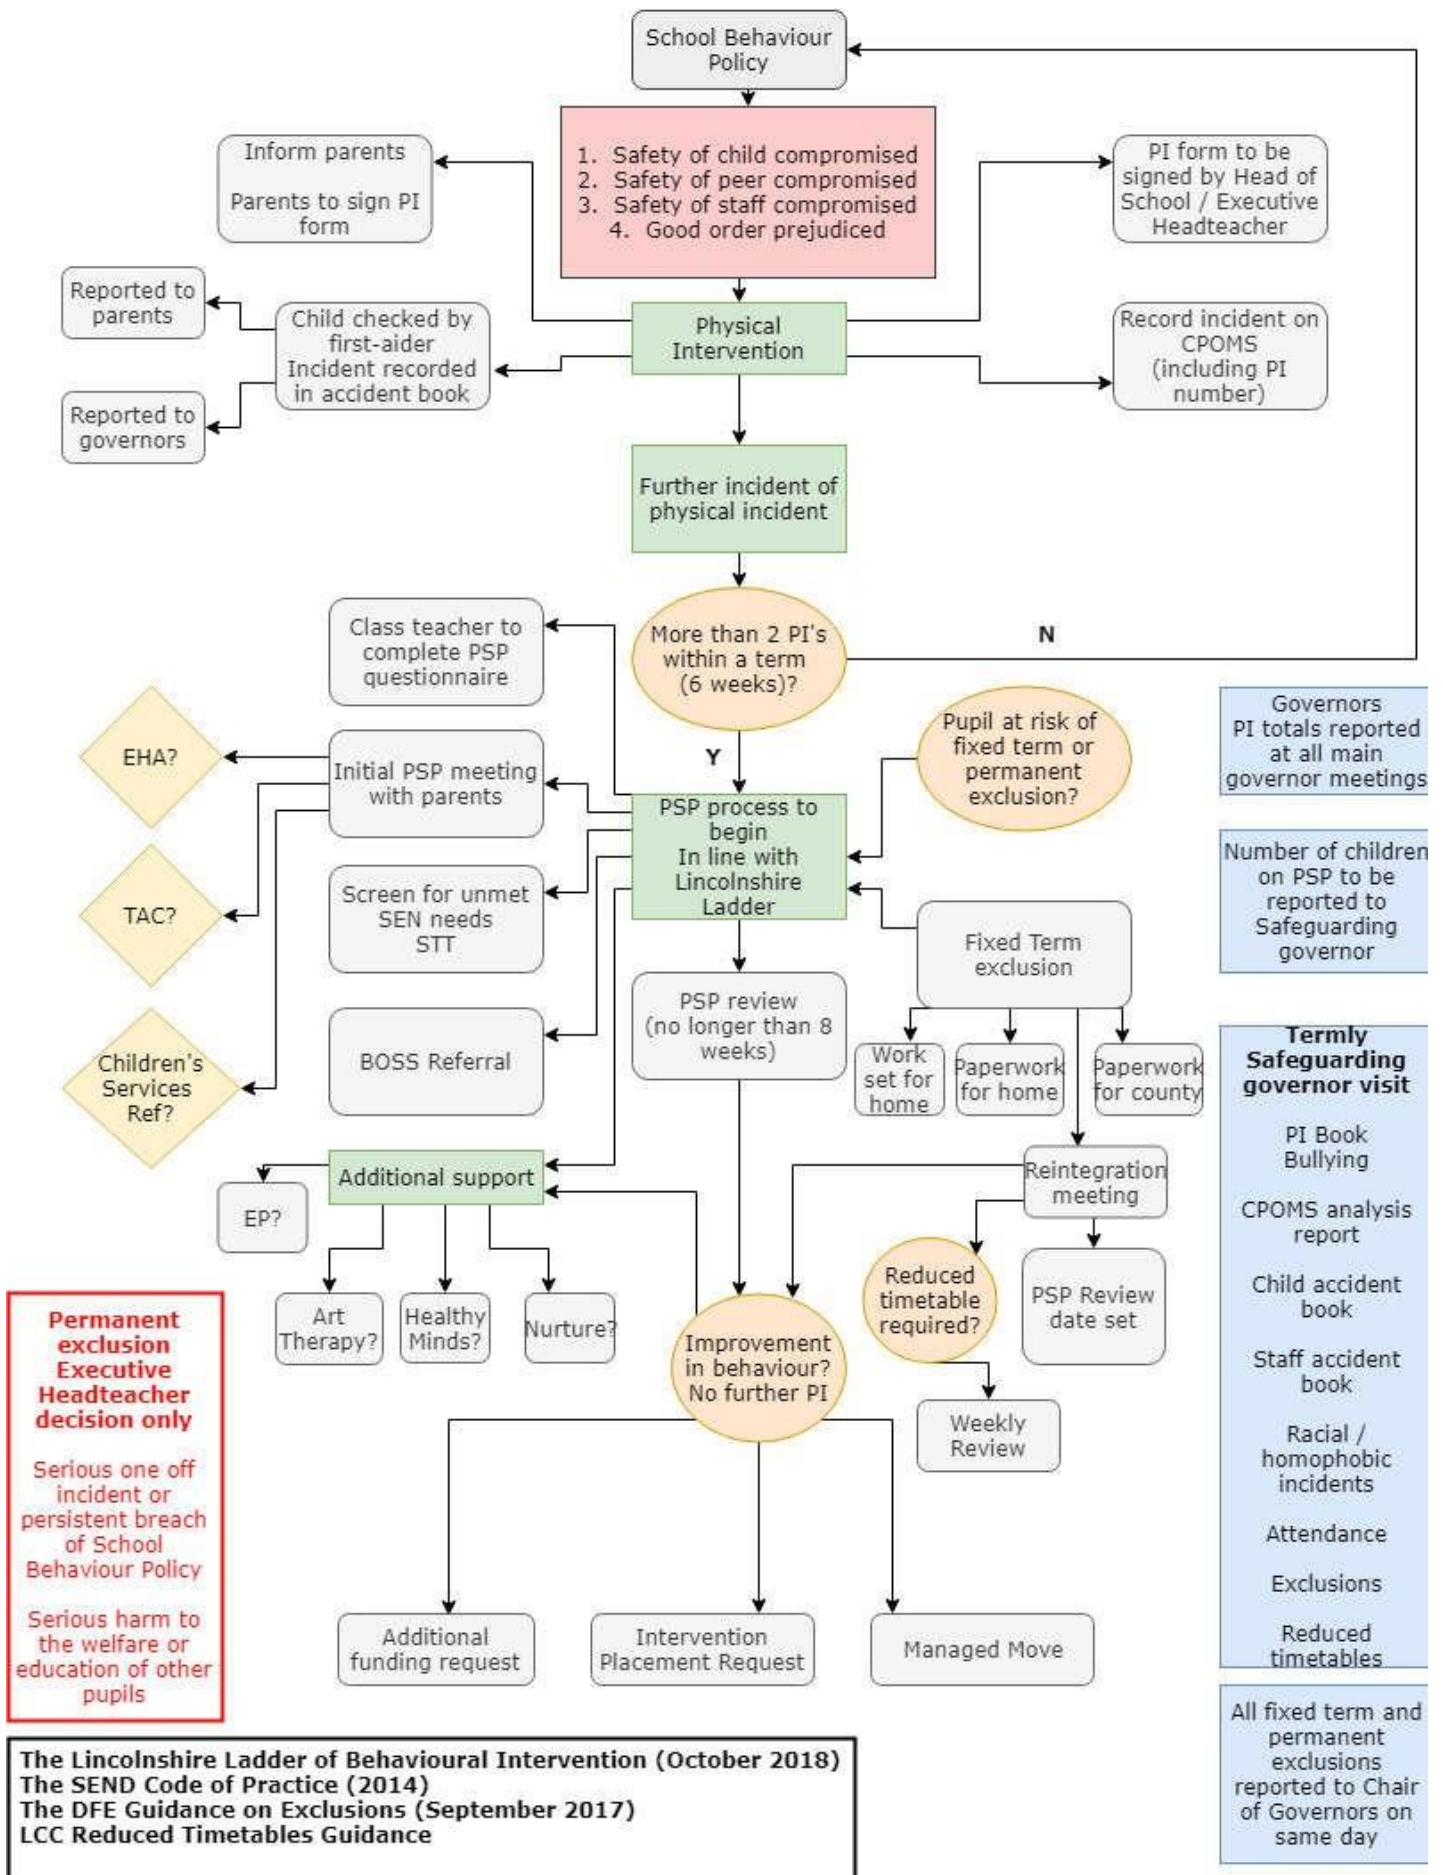 School Behaviour
Policy
1. Safety of child compromised
2. Safety of peer compromised
3. Safety of staff compromised
4. Good order prejudiced
Inform parents
Parents to sign PI
form
PI form to be
signed by Head of
School / Executive
Headteacher
Reported to
parents
Child checked by
first-aider
Incident recorded
in accident book
Physical
Intervention
Record incident on
CPOMS
(including PI
number)
Reported to
governors
Further incident of
physical incident
Class teacher to
complete PSP
questionnaire
More than 2 PI's
within a term
(6 weeks)?
N
Y
Pupil at risk of
fixed term or
permanent
exclusion?
Governors
PI totals reported
at all main
governor meetings
EHA?
Initial PSP meeting
with parents
PSP process to
begin
In line with
Lincolnshire
Ladder
Number of children
on PSP to be
reported to
Safeguarding
governor
TAC?
Screen for unmet
SEN needs
STT
Fixed Term
exclusion
PSP review
(no longer than 8
weeks)
Children's
Services
Ref?
BOSS Referral
Work
set for
home
Paperwork
for home
Paperwork
for county
Termly
Safeguarding
governor visit
PI Book
Bullying
CPOMS analysis
report
Child accident
book
Staff accident
book
Racial /
homophobic
incidents
Attendance
Exclusions
Reduced
timetables
Additional support
EP?
Reintegration
meeting
Art
Therapy?
Healthy
Minds?
Nurture?
Reduced
timetable
required?
PSP Review
date set
Improvement
in behaviour?
No further PI
Weekly
Review
Permanent
exclusion
Executive
Headteacher
decision only
Serious one off
incident or
persistent breach
of School
Behaviour Policy
Serious harm to
the welfare or
education of other
pupils
Additional
funding request
Intervention
Placement Request
Managed Move
All fixed term and
permanent
exclusions
reported to Chair
of Governors on
same day
The Lincolnshire Ladder of Behavioural Intervention (October 2018)
The SEND Code of Practice (2014)
The DFE Guidance on Exclusions (September 2017)
LCC Reduced Timetables Guidance